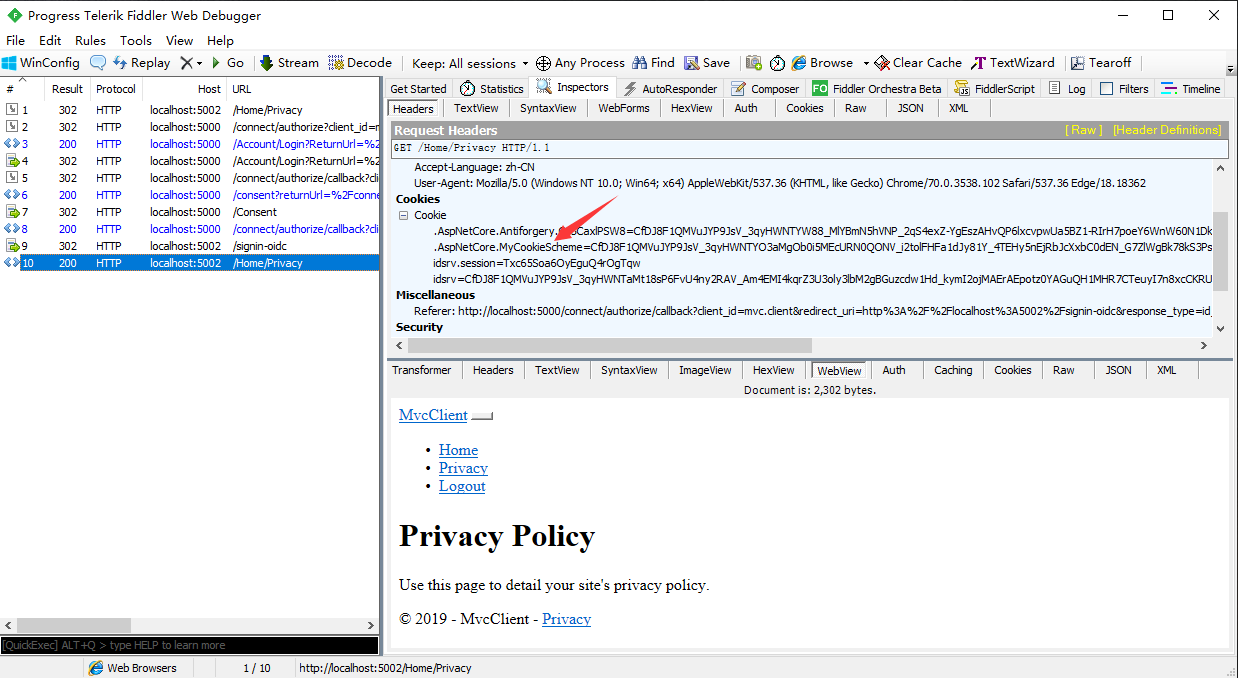 Progress Telerik Fiddler Web Debugger
File Edit Rules Tools View Help
WinConfig Replay Go Stream Decode Keep: All sessions Any Process Find Save Browse Clear Cache TextWizard Tearoff
# Result Protocol Host URL
1 302 HTTP localhost:5002 /Home/Privacy
2 302 HTTP localhost:5000 /connect/authorize?client_id=m
3 200 HTTP localhost:5000 /Account/Login?ReturnUrl=%2
4 302 HTTP localhost:5000 /Account/Login?ReturnUrl=%2
5 302 HTTP localhost:5000 /connect/authorize/callback?cli
6 200 HTTP localhost:5000 /consent?returnUrl=%2Fconne
7 302 HTTP localhost:5000 /Consent
8 200 HTTP localhost:5000 /connect/authorize/callback?cli
9 302 HTTP localhost:5002 /signin-oidc
10 200 HTTP localhost:5002 /Home/Privacy
[QuickExec] ALT+Q > type HELP to learn more
Get Started Statistics Inspectors AutoResponder Composer FO Fiddler Orchestra Beta FiddlerScript Log Filters Timeline
Headers TextView SyntaxView WebForms HexView Auth Cookies Raw JSON XML
Request Headers [ Raw ] [Header Definitions]
GET /Home/Privacy HTTP/1.1
Accept-Language: zh-CN
User-Agent: Mozilla/5.0 (Windows NT 10.0; Win64; x64) AppleWebKit/537.36 (KHTML, like Gecko) Chrome/70.0.3538.102 Safari/537.36 Edge/18.18362
Cookies
Cookie
.AspNetCore.Antiforgery.
.AspNetCore.MyCookieScheme=
idsrv.session=Txc65Soa6OyEguQ4rOgTqw
idsrv=
Miscellaneous
Referer: http://localhost:5000/connect/authorize/callback?client_id=mvc.client&redirect_uri=http%3A%2F%2Flocalhost%3A5002%2Fsignin-oidc&response_type=id_
Security
Transformer Headers TextView SyntaxView ImageView HexView WebView Auth Caching Cookies Raw JSON XML
Document is: 2,302 bytes.
MvcClient
• Home
• Privacy
• Logout
Privacy Policy
Use this page to detail your site's privacy policy.
© 2019 - MvcClient - Privacy
Web Browsers 1 / 10 http://localhost:5002/Home/Privacy